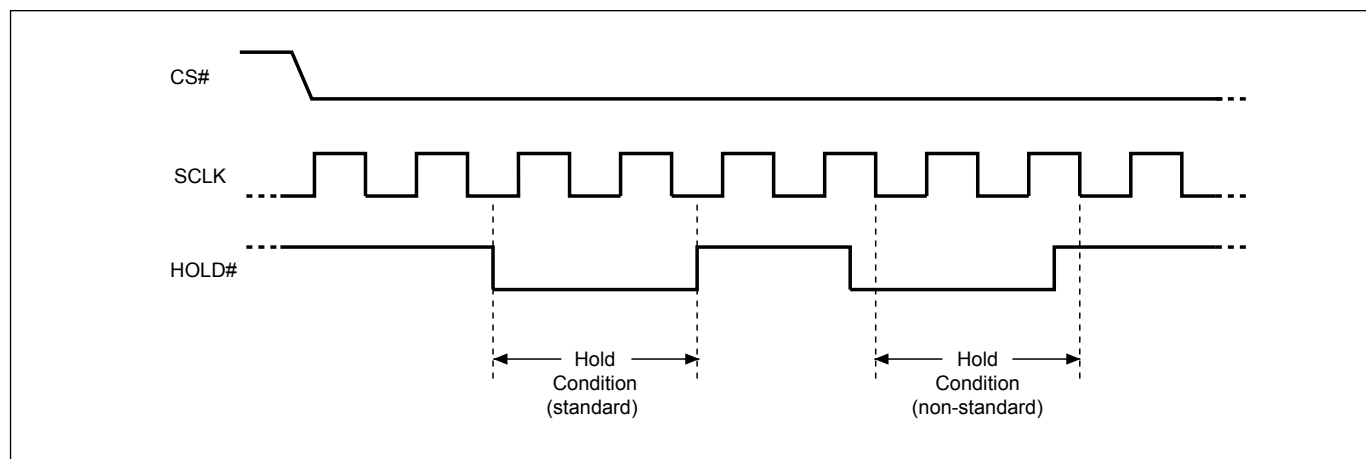 CS#
SCLK
HOLD#
Hold
Condition
(standard)
Hold
Condition
(non-standard)